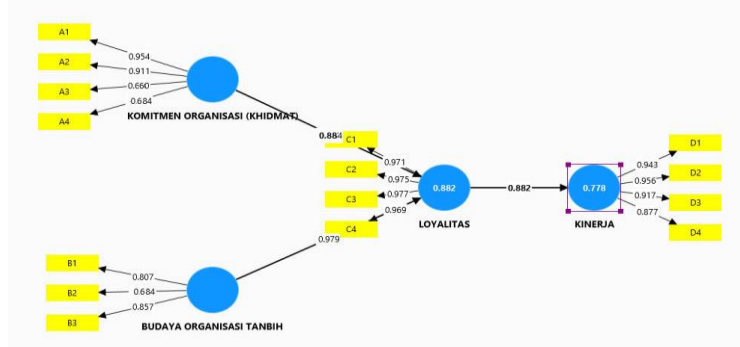 A1
A2
A3
A4
0.954
0.911
0.660
0.684
KOMITMEN ORGANISASI (KHIDMAT)
C1
C2
C3
C4
0.971
0.975
0.977
0.969
0.882
LOYALITAS
0.882
0.778
KINERJA
0.943
0.956
0.917
0.877
D1
D2
D3
D4
0.979
B1
B2
B3
0.807
0.684
0.857
BUDAYA ORGANISASI TANBIH